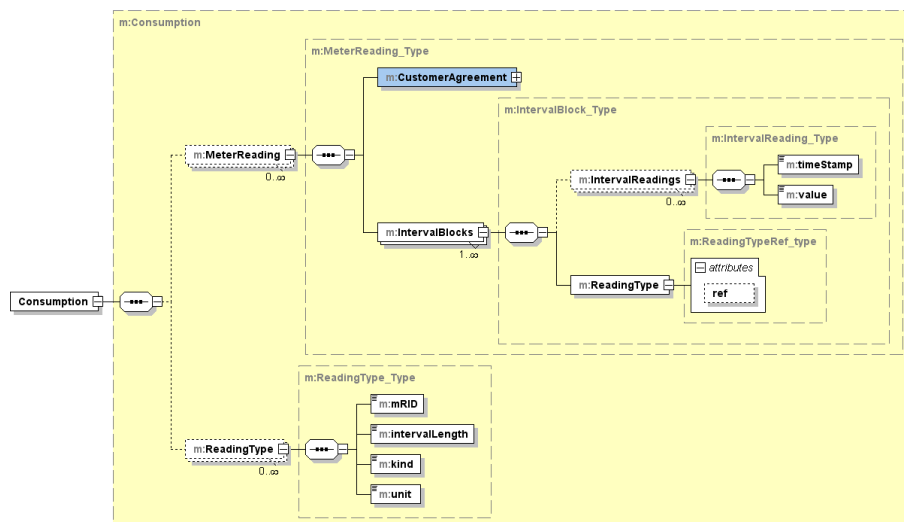 m:Consumption
m:MeterReading_Type
m:CustomerAgreement
m:IntervalBlock_Type
m:IntervalReading_Type
m:timeStamp
m:MeterReading
0..∞
m:IntervalReadings
0..∞
m:value
m:IntervalBlocks
1..∞
m:ReadingTypeRef_type
attributes
m:ReadingType
ref
Consumption
m:ReadingType_Type
m:mRID
m:intervalLength
m:ReadingType
0..∞
m:kind
m:unit